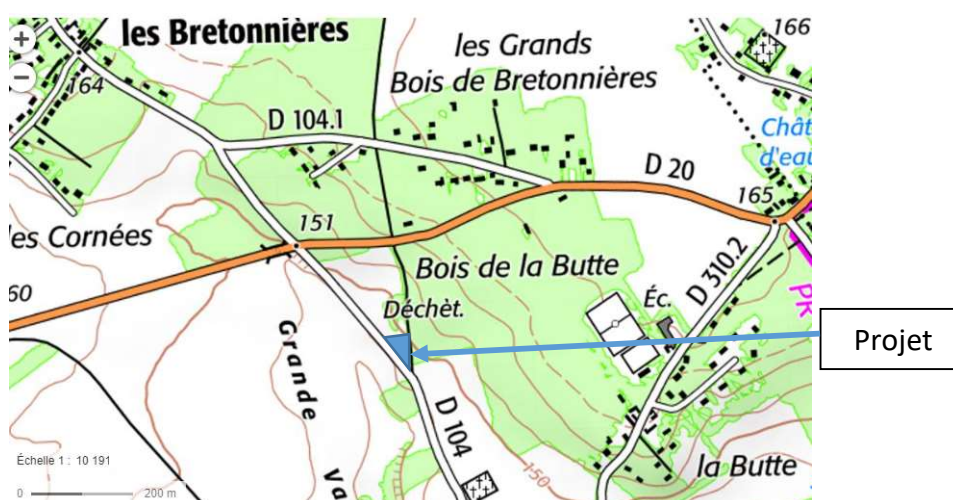 +
−
les Bretonnières
164
D 104.1
les Grands
Bois de Bretonnières
166
Chât
d'eau
D 20
165
151
les Cornées
60
Bois de la Butte
D 310.2
Éc.
Déchèt.
Projet
Grande
D 104
150
la Butte
Échelle 1 : 10 191
0 200 m